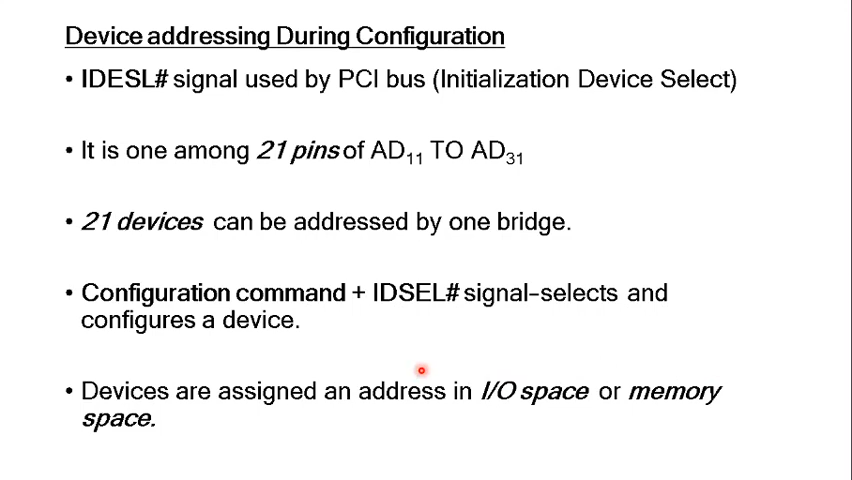 Device addressing During Configuration
• IDESL# signal used by PCI bus (Initialization Device Select)
• It is one among 21 pins of AD11 TO AD31
• 21 devices can be addressed by one bridge.
• Configuration command + IDSEL# signal–selects and
configures a device.
• Devices are assigned an address in I/O space or memory
space.